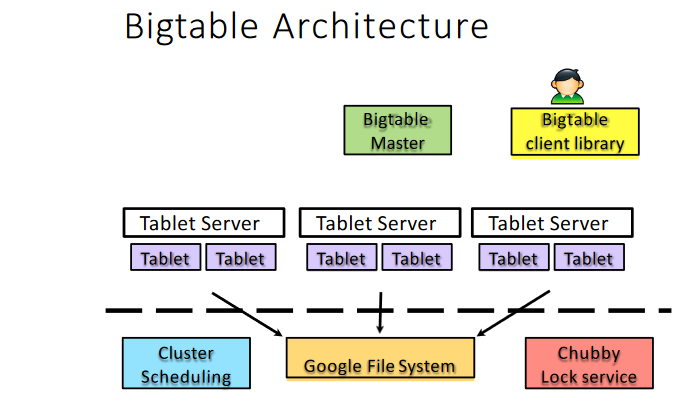 Bigtable Architecture
Bigtable
Master
Bigtable
client library
Tablet Server
Tablet Server
Tablet Server
Tablet
Tablet
Tablet
Tablet
Tablet
Tablet
Cluster
Scheduling
Google File System
Chubby
Lock service